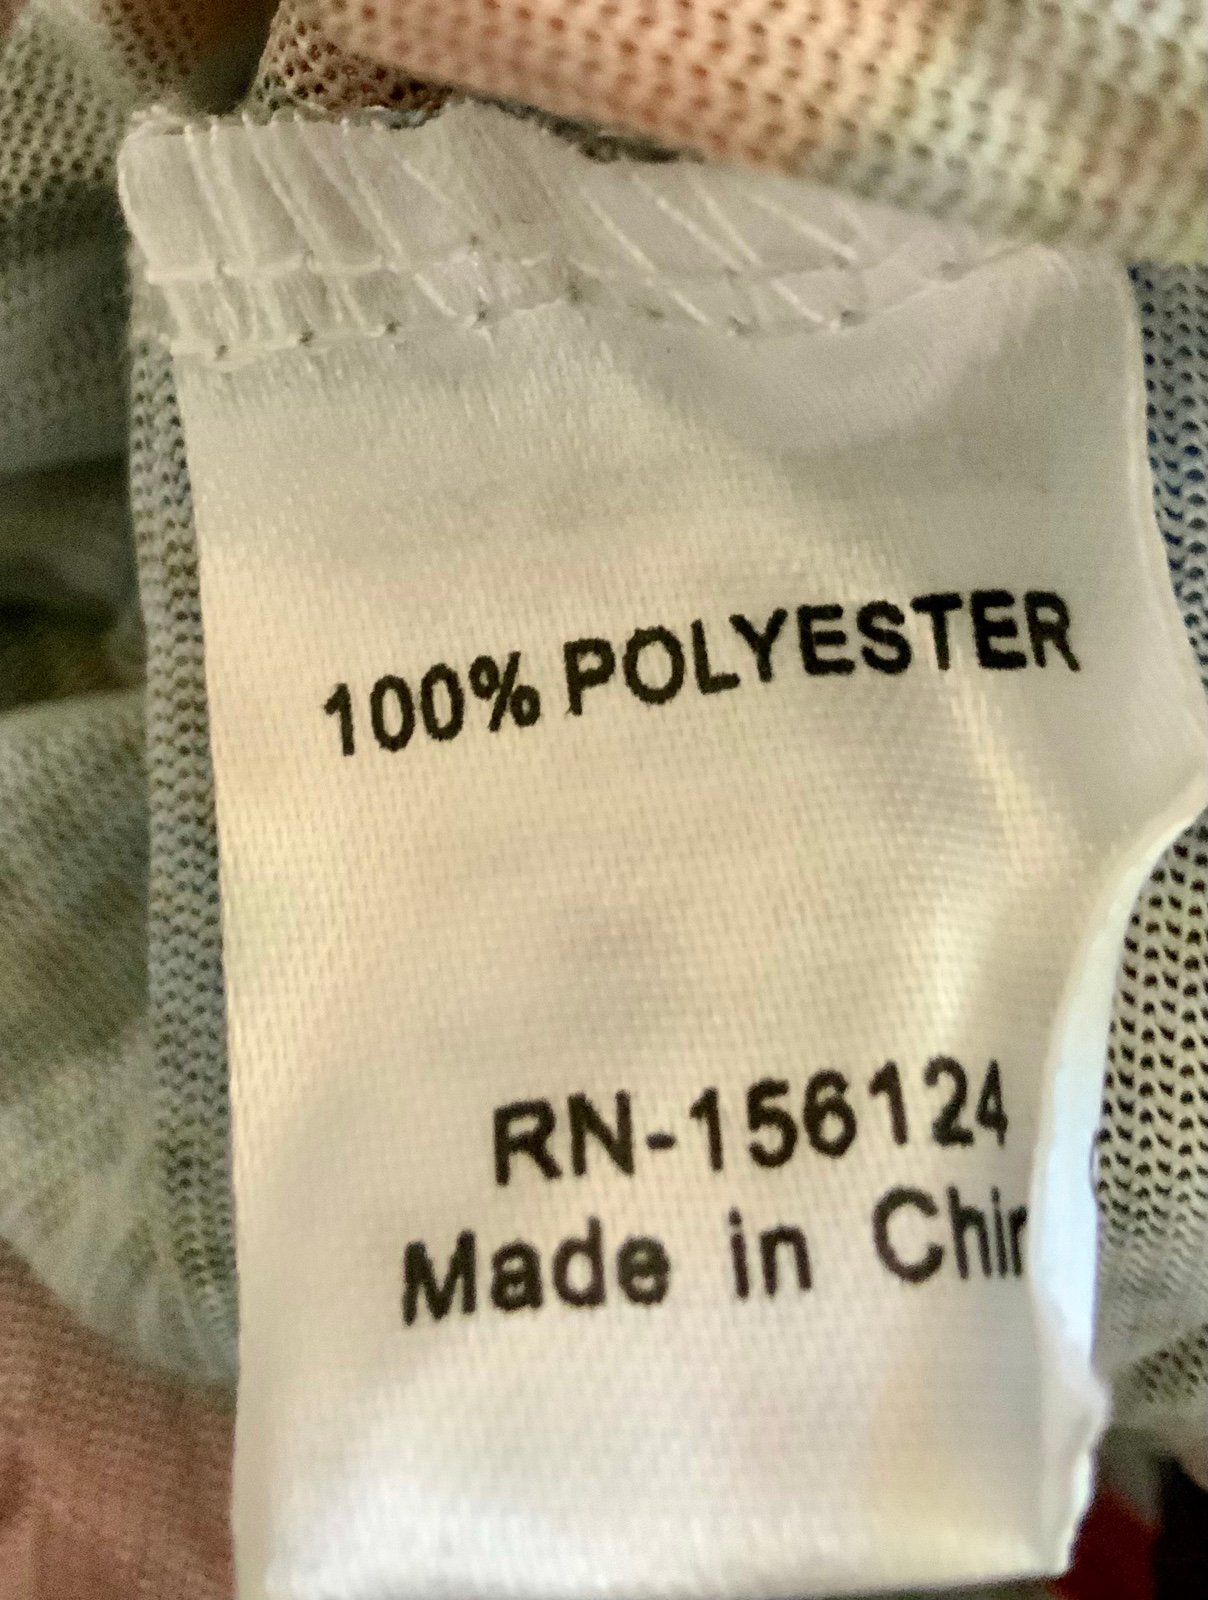 100% POLYESTER
RN-156124
Made in Chin